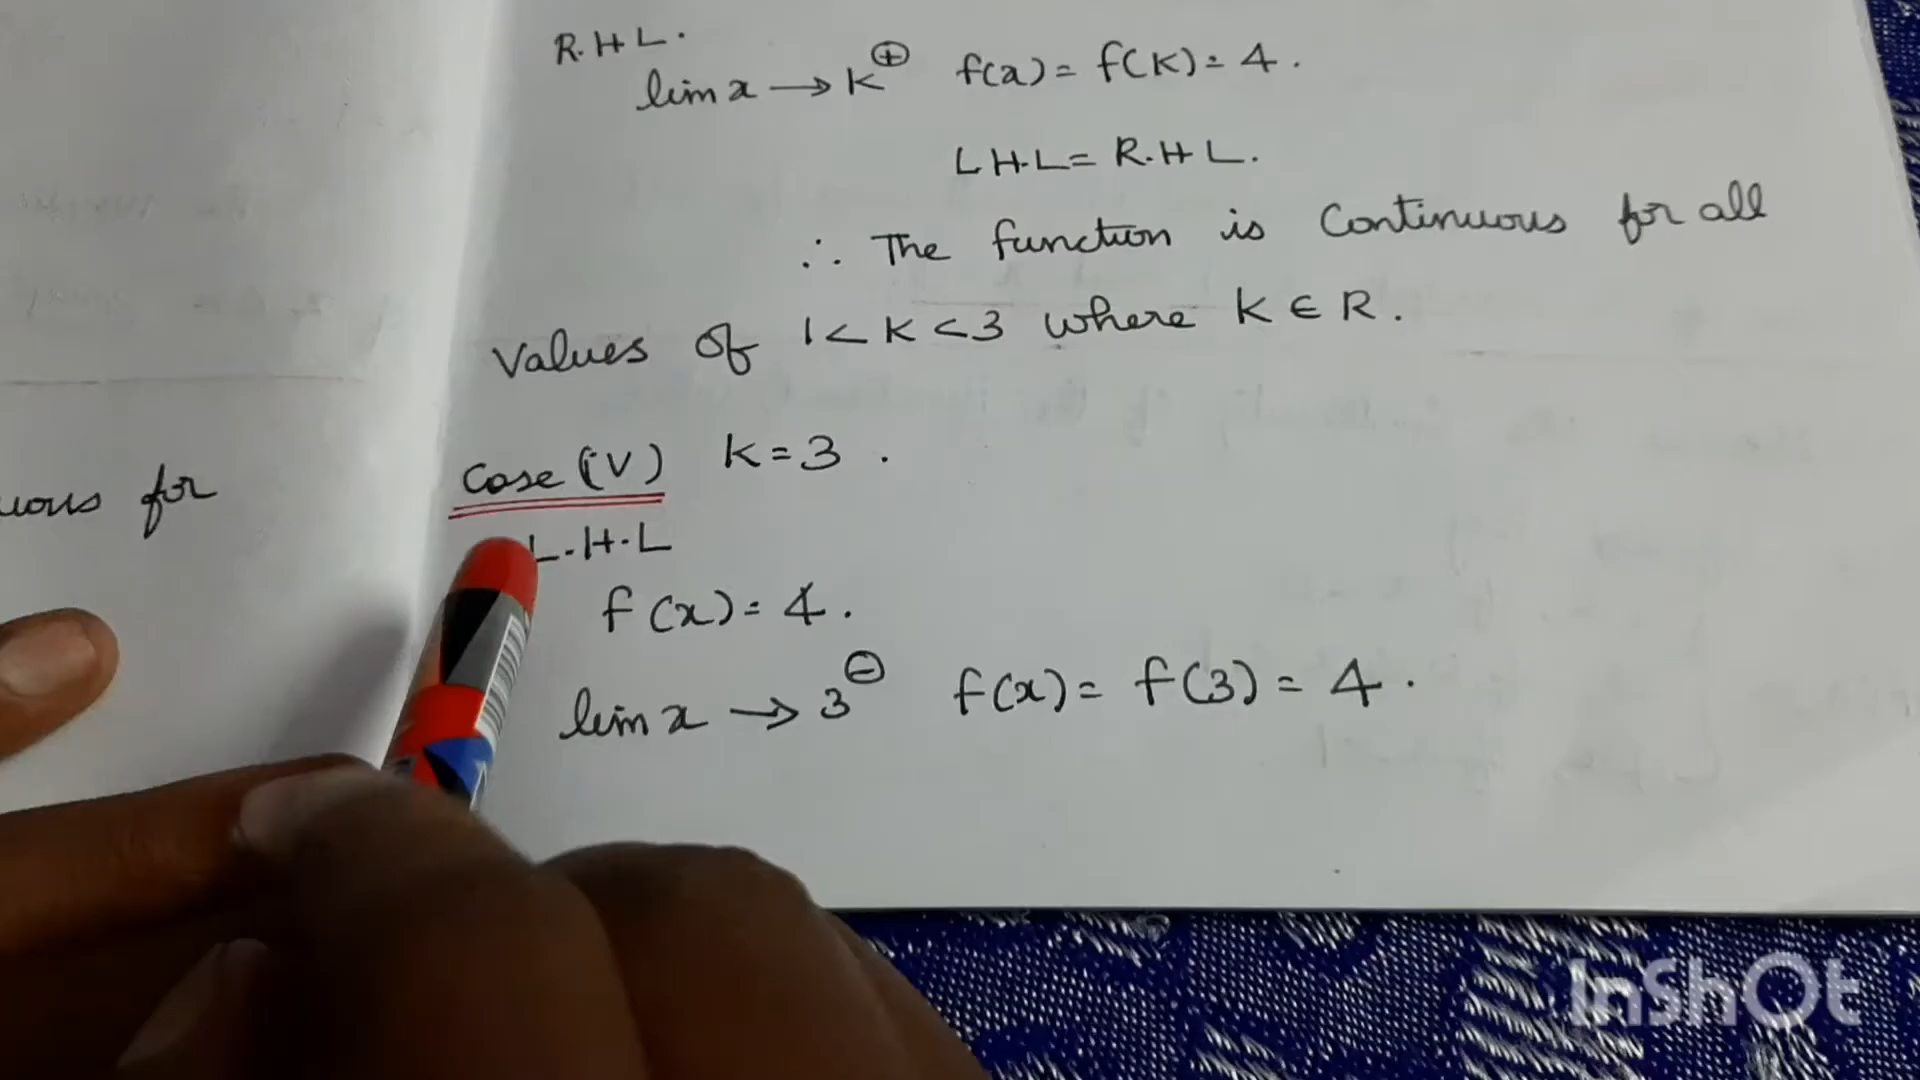 R.H.L.
lim x → k⊕ f(x) = f(k) = 4.
L H.L = R.H L.
∴ The function is Continuous for all
Values of 1 < k < 3 where k ∈ R.
uous for
Case (iv) k = 3.
L.H.L
f (x) = 4.
lim x → 3⊖ f(x) = f(3) = 4.
InShOt